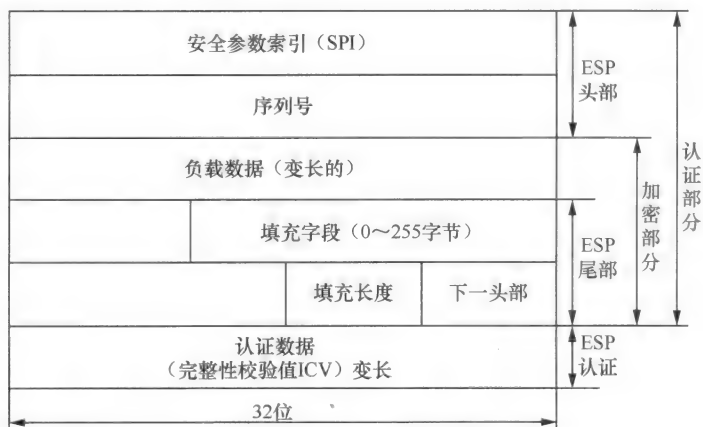 安全参数索引（SPI）
序列号
负载数据（变长的）
填充字段（0～255字节）
填充长度
下一头部
认证数据
（完整性校验值ICV）变长
32位
ESP
头部
ESP
尾部
ESP
认证
加密部分
认证部分